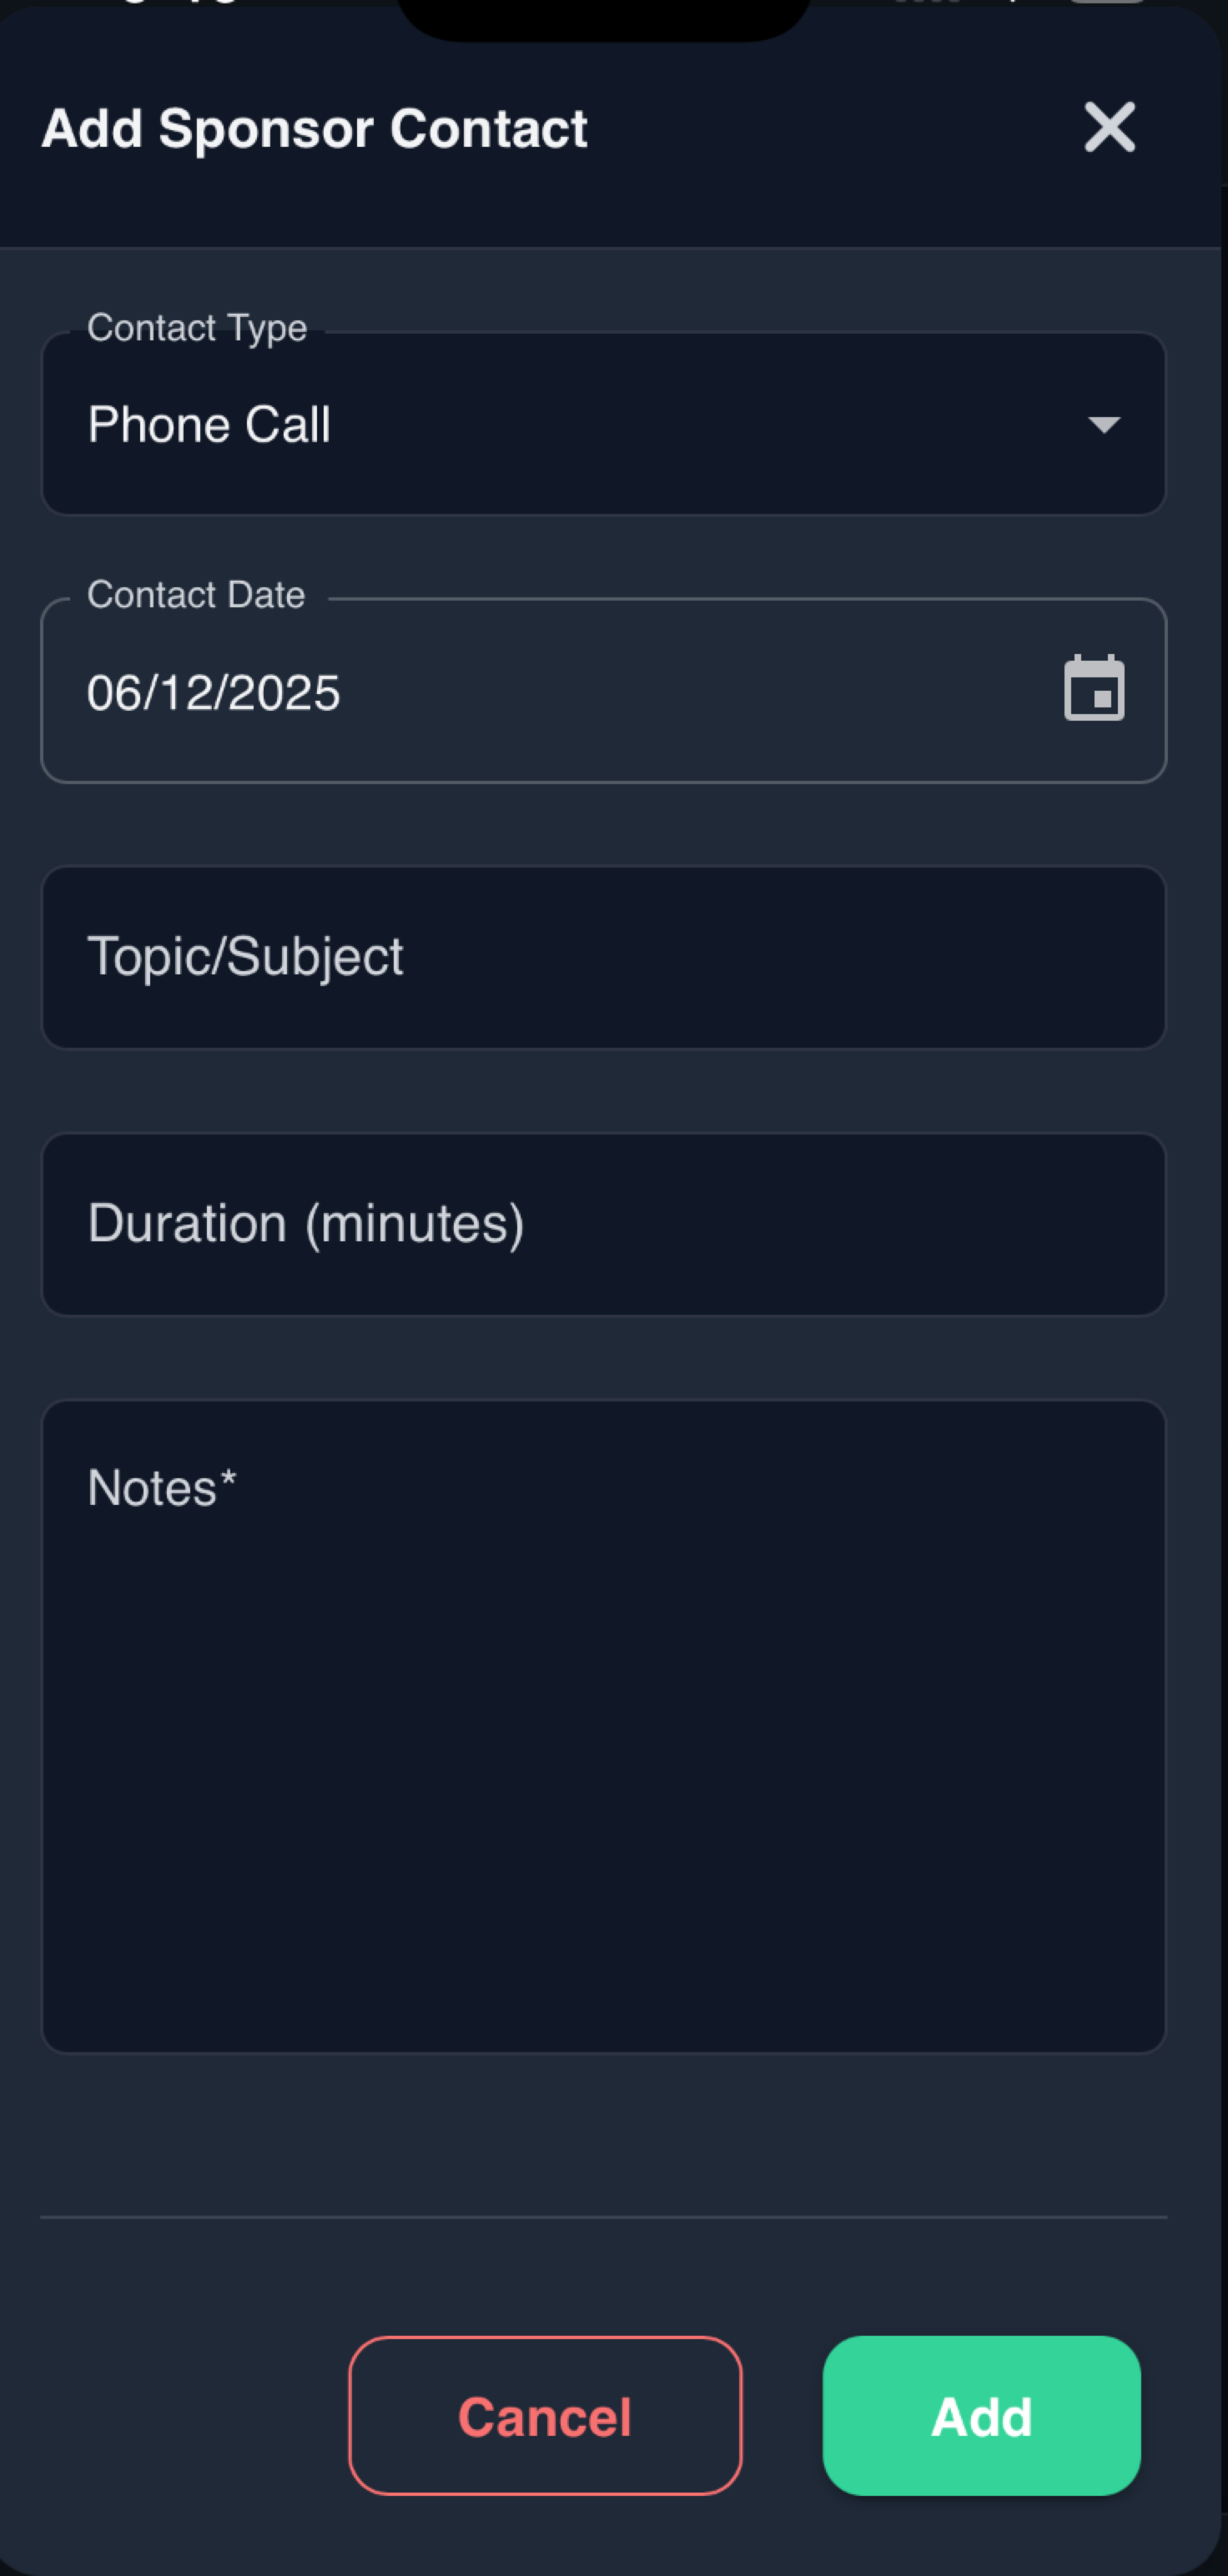 Add Sponsor Contact
Contact Type
Phone Call
Contact Date
06/12/2025
Topic/Subject
Duration (minutes)
Notes*
Cancel
Add